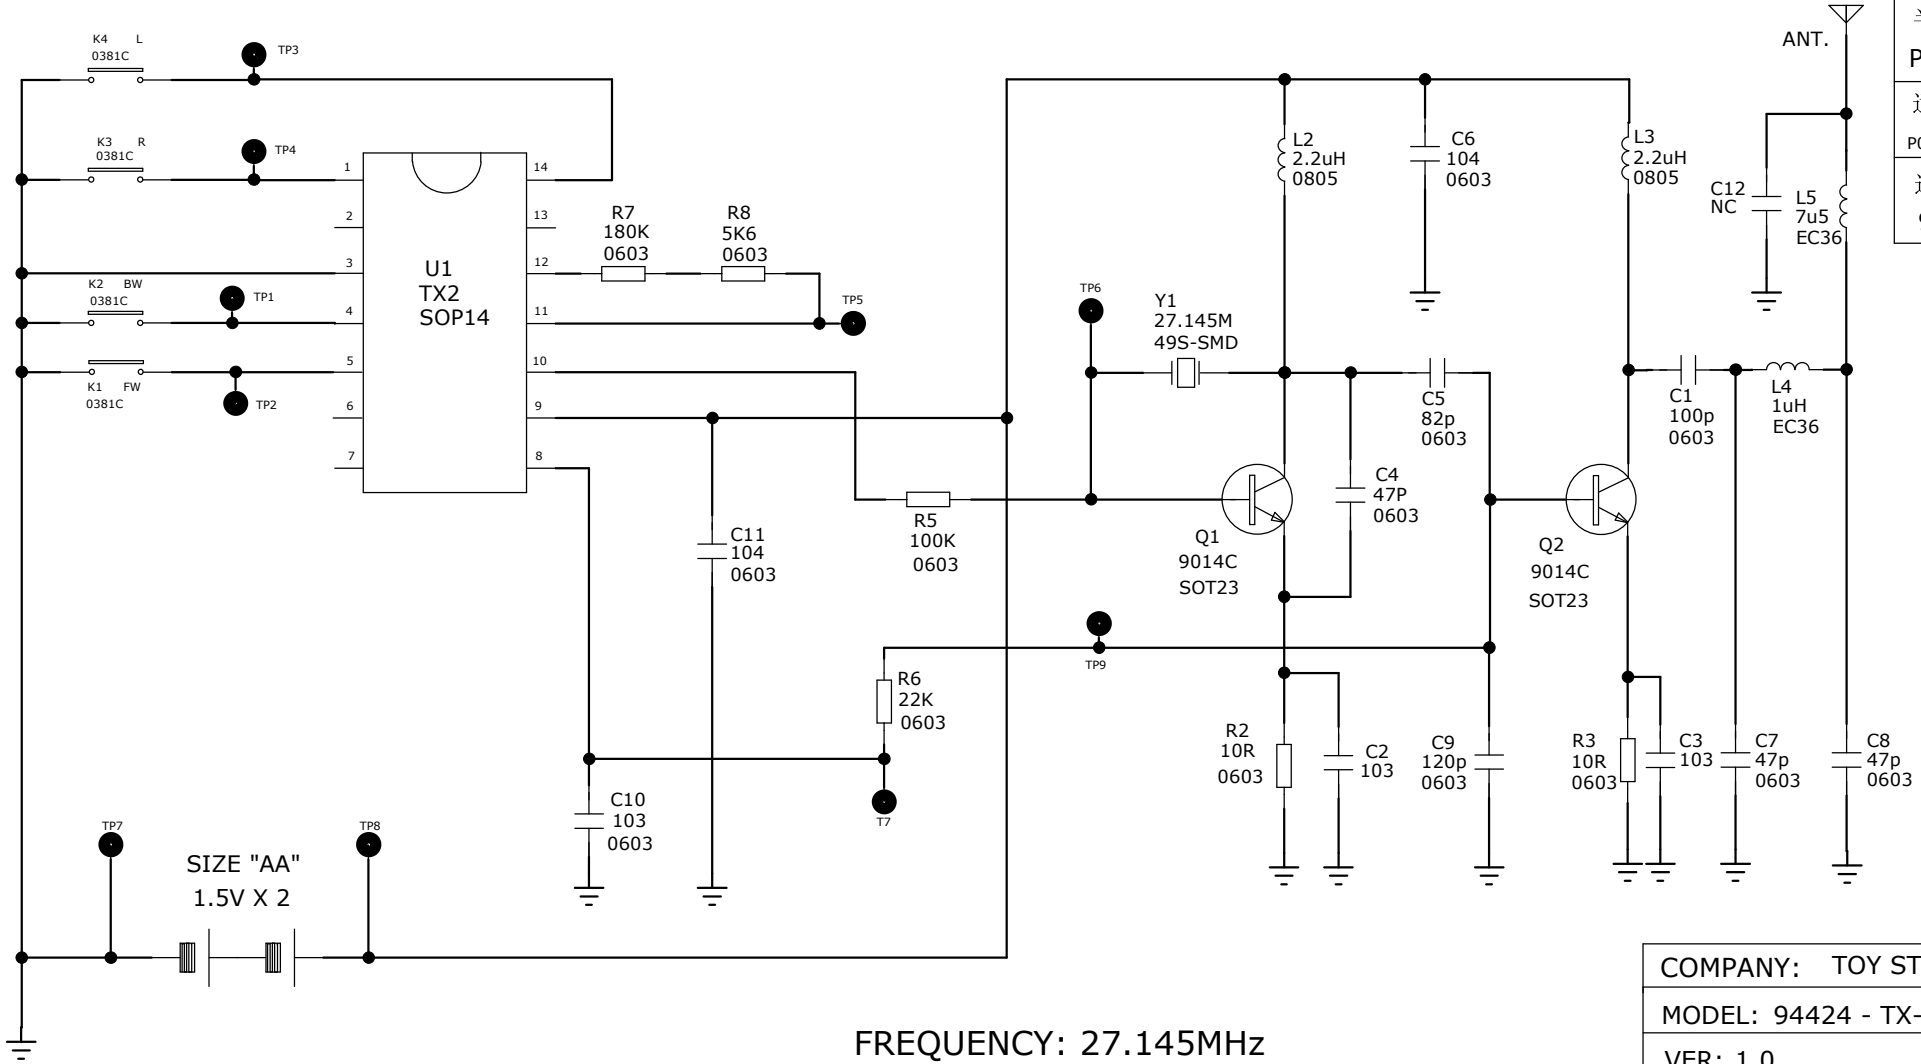 K4 L
0381C
TP3
K3 R
0381C
TP4
K2 BW
0381C
TP1
K1 FW
0381C
TP2
1
2
3
4
5
6
7
14
13
12
11
10
9
8
U1
TX2
SOP14
R7
180K
0603
R8
5K6
0603
TP5
TP6
Y1
27.145M
49S-SMD
L2
2.2uH
0805
C6
104
0603
L3
2.2uH
0805
ANT.
C12
NC
L5
7u5
EC36
C5
82p
0603
C1
100p
0603
L4
1uH
EC36
C4
47P
0603
R5
100K
0603
Q1
9014C
SOT23
Q2
9014C
SOT23
C11
104
0603
TP9
R6
22K
0603
T7
C10
103
0603
R2
10R
0603
C2
103
C9
120p
0603
R3
10R
0603
C3
103
C7
47p
0603
C8
47p
0603
TP7
TP8
SIZE "AA"
1.5V X 2
FREQUENCY: 27.145MHz
COMPANY: TOY ST
MODEL: 94424 - TX-
VER: 1.0